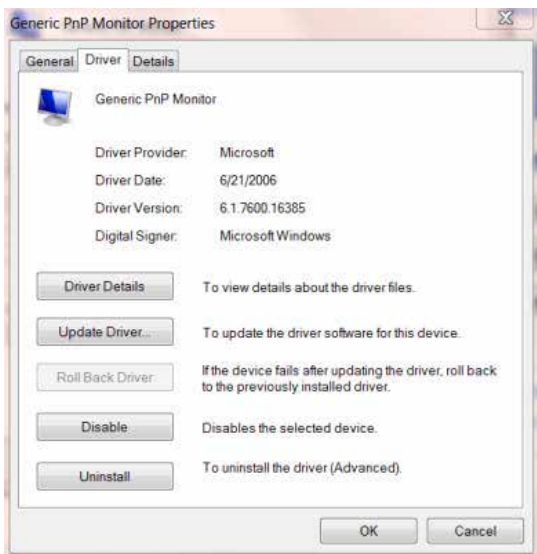 Generic PnP Monitor Properties
General Driver Details
Generic PnP Monitor
Driver Provider: Microsoft
Driver Date: 6/21/2006
Driver Version: 6.1.7600.16385
Digital Signer: Microsoft Windows
Driver Details To view details about the driver files.
Update Driver... To update the driver software for this device.
Roll Back Driver If the device fails after updating the driver, roll back
to the previously installed driver.
Disable Disables the selected device.
Uninstall To uninstall the driver (Advanced).
OK Cancel